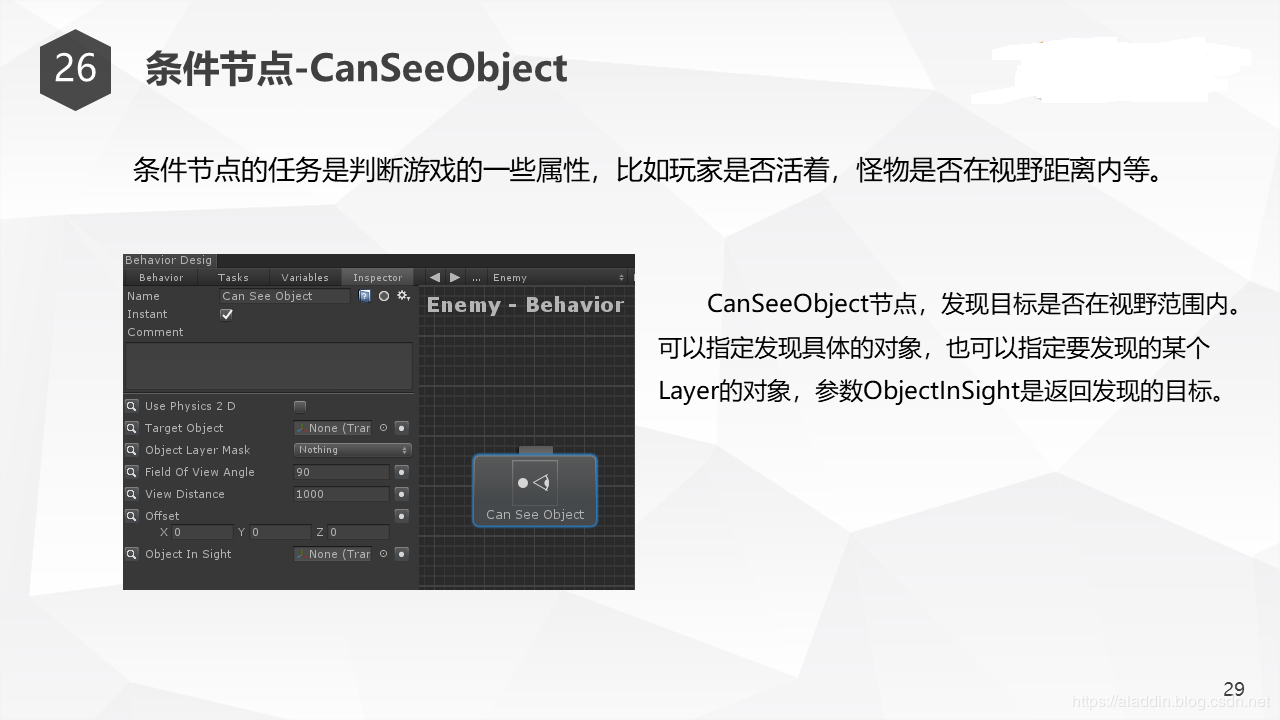 26
条件节点-CanSeeObject
条件节点的任务是判断游戏的一些属性，比如玩家是否活着，怪物是否在视野距离内等。
Behavior Desig
Behavior Tasks Variables Inspector ... Enemy
Name Can See Object
Instant
Comment
Use Physics 2 D
Target Object None (Trar
Object Layer Mask Nothing
Field Of View Angle 90
View Distance 1000
Offset
X 0 Y 0 Z 0
Object In Sight None (Trar
Enemy - Behavior
Can See Object
CanSeeObject节点，发现目标是否在视野范围内。
可以指定发现具体的对象，也可以指定要发现的某个
Layer的对象，参数ObjectInSight是返回发现的目标。
29
https://aladdin.blog.csdn.net